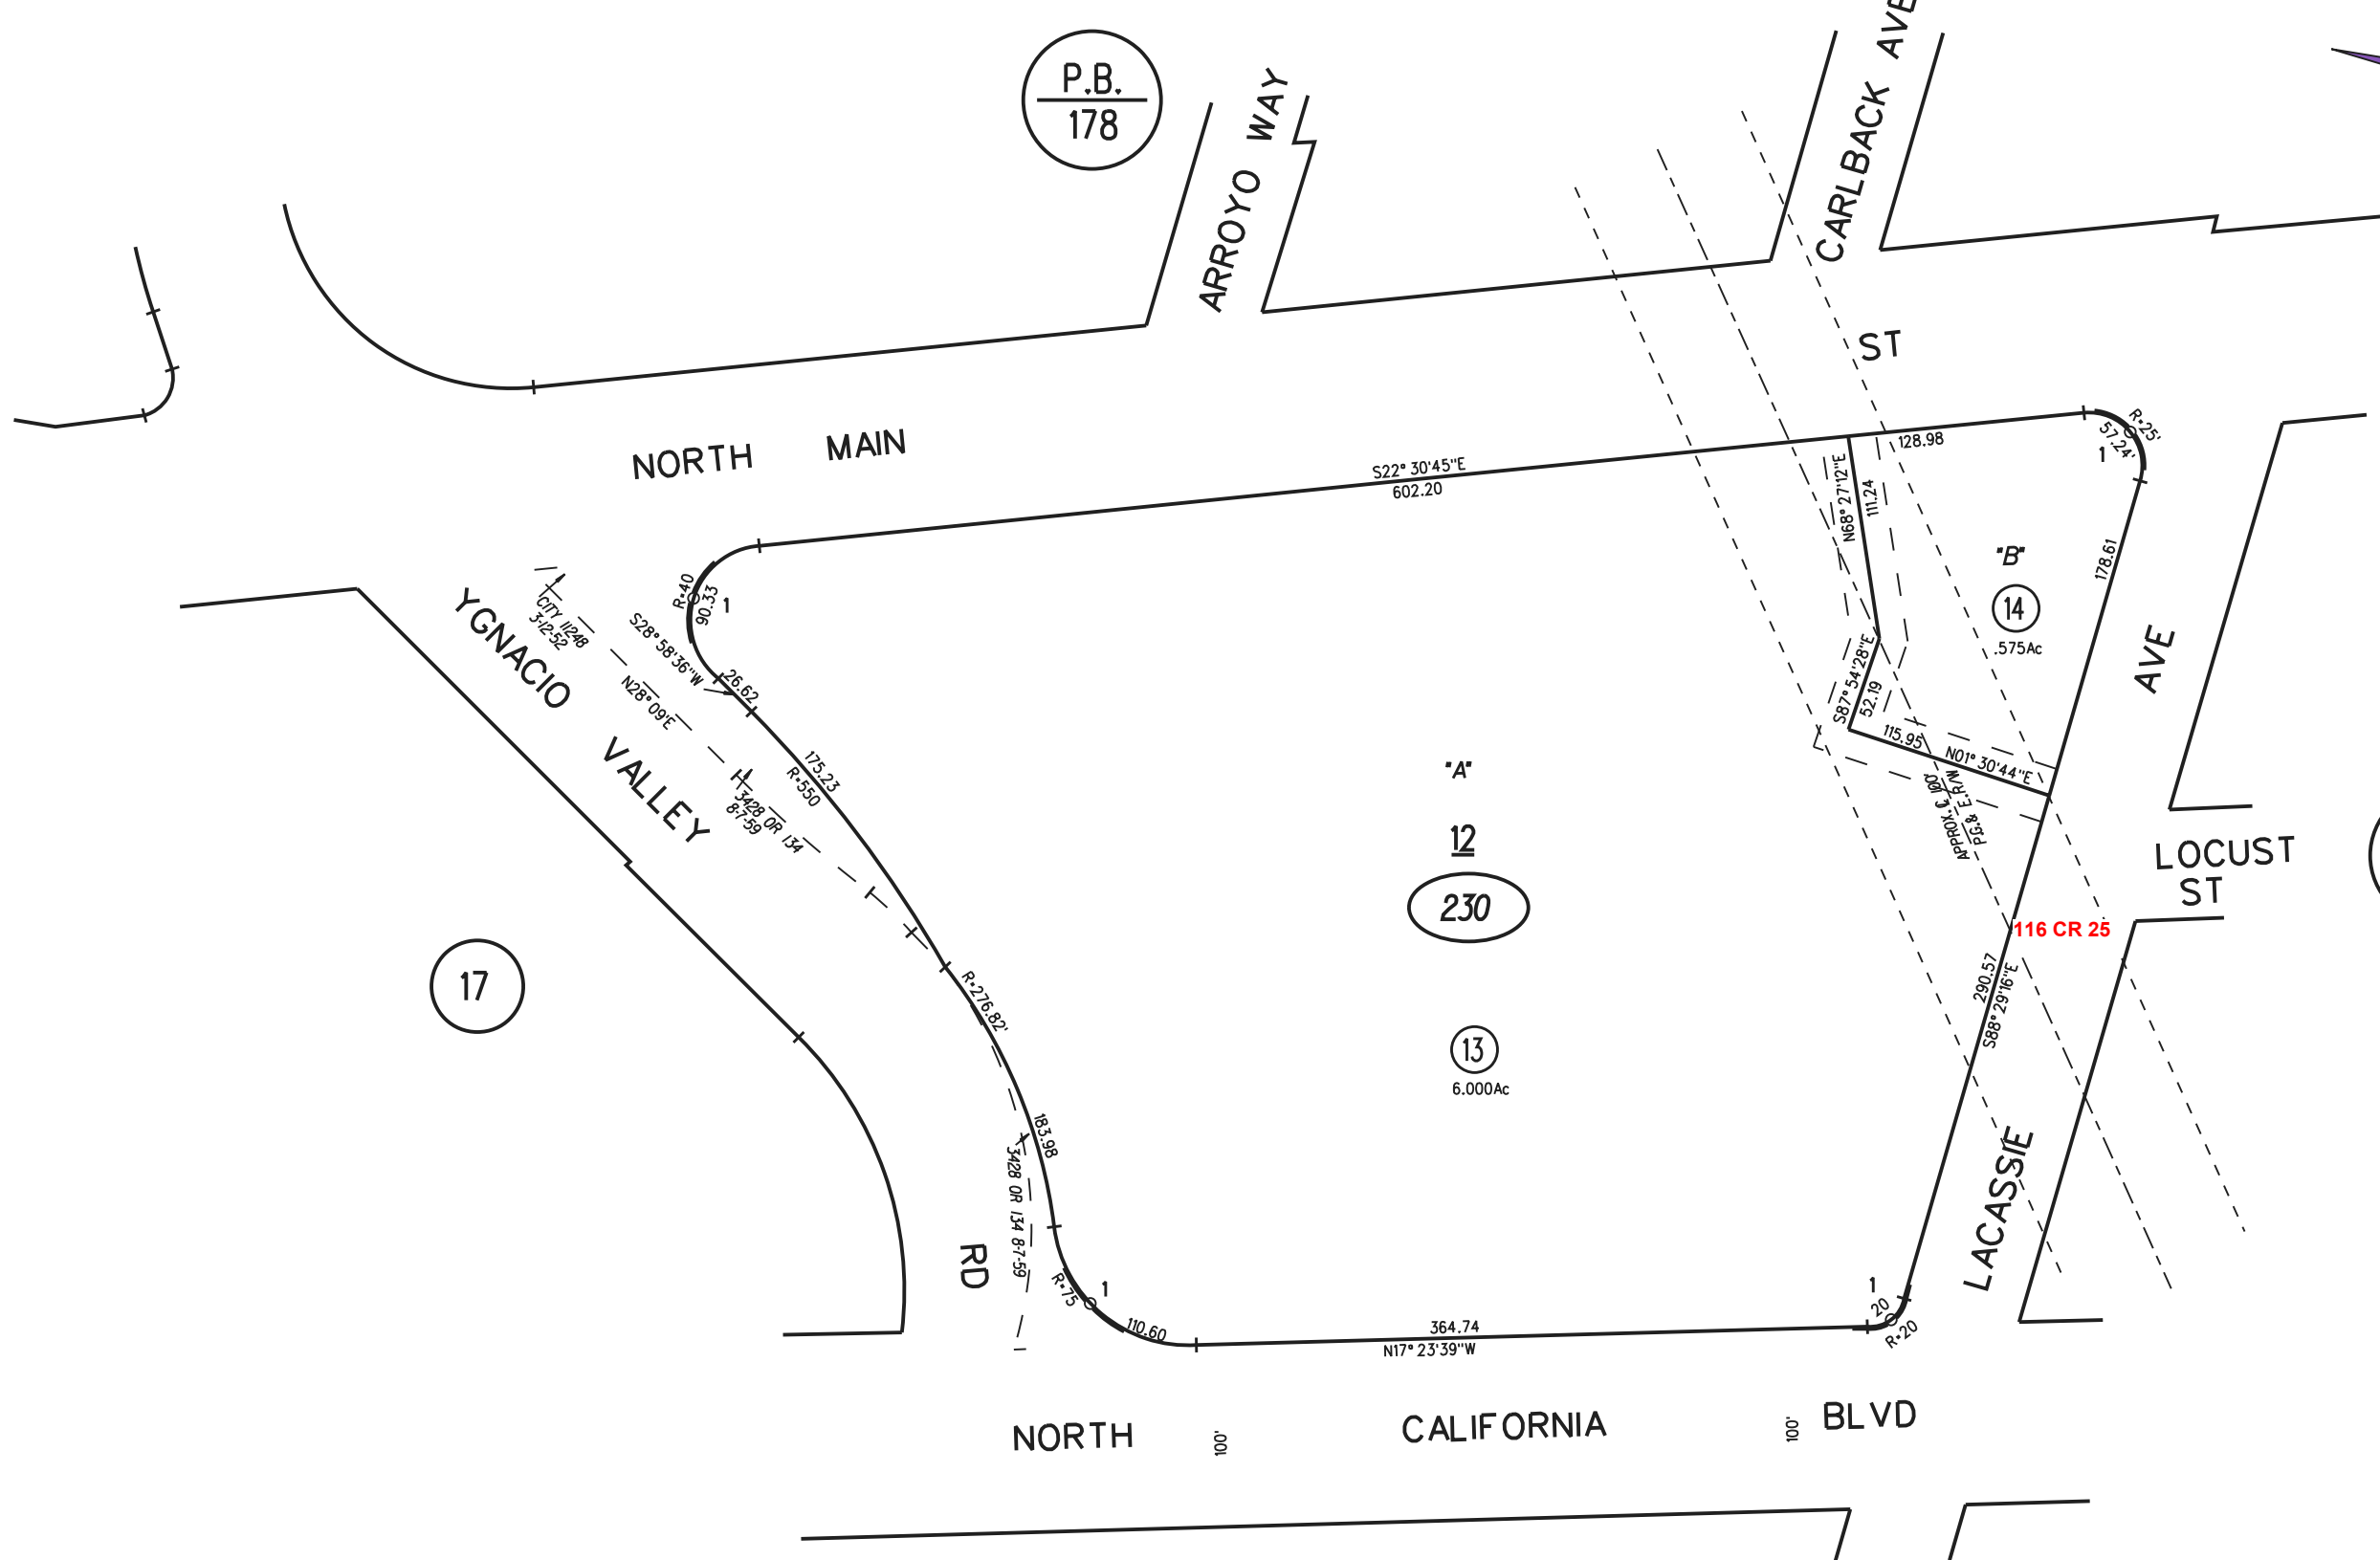 P.B.
178
ARROYO WAY
CARLBACK AVE
ST
NORTH MAIN
S22° 30'45"E
602.20
128.98
R=25'
57.24'
1
N68° 27'12"E
111.24
"B"
14
.575Ac
178.61
AVE
S87° 54'28"E
52.19
115.95
N01° 30'44"E
APPROX. ℄ 100'
P.G.& E. R/W
LOCUST
ST
116 CR 25
290.57
S88° 29'16"E
LACASSIE
YGNACIO VALLEY
RD
CITY 11248
3-12-52
N28° 09'E
S28° 58'36"W
R=40
90.33
1
26.62
175.23
R=550
3428 OR 134
8-7-59
R=276.82'
183.98
3428 OR 134 8-7-59
R=75
1
110.60
17
"A"
12
230
13
6.000Ac
364.74
N17° 23'39"W
1
20
R=20
NORTH CALIFORNIA BLVD
100'
100'